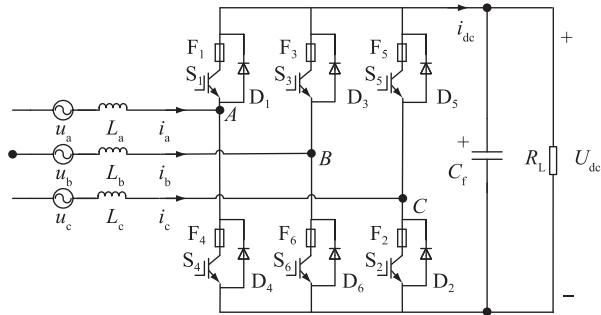 F1 F3 F5 idc +
S1 S3 S5
D1 D3 D5
A
ua La ia
B + RL Udc
ub Lb ib Cf
C
uc Lc ic
F4 F6 F2
S4 S6 S2
D4 D6 D2 −